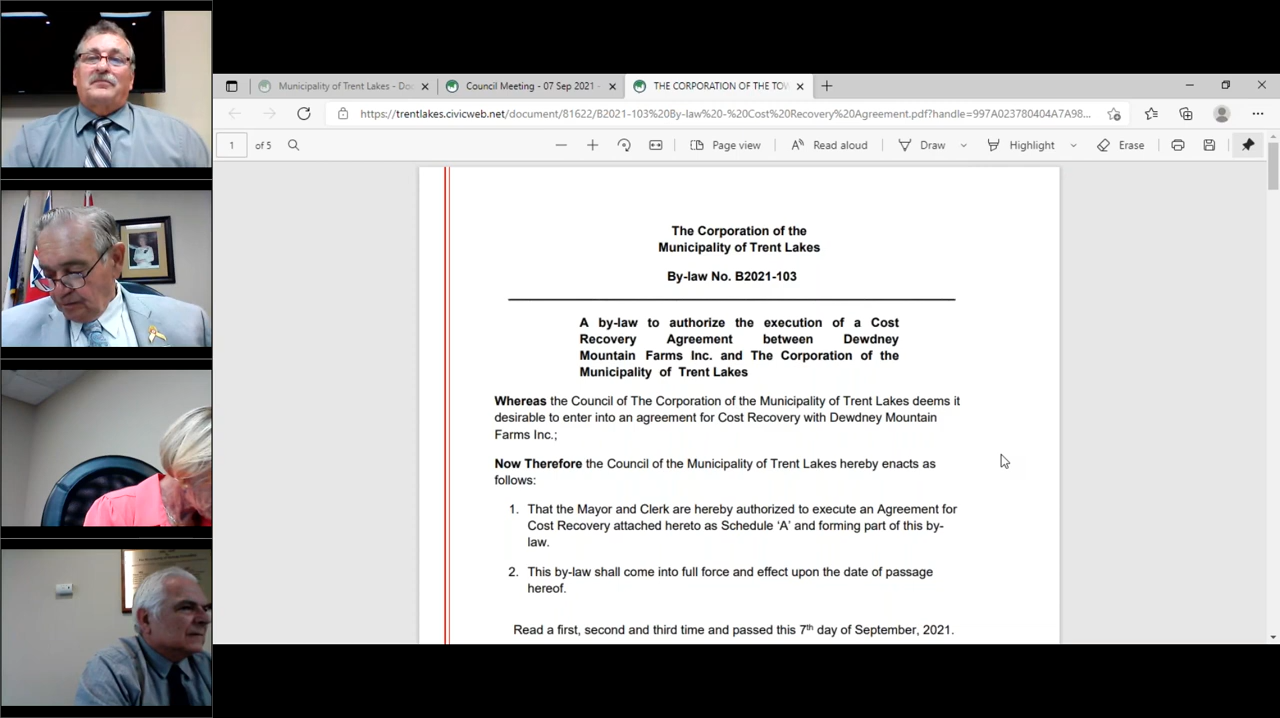 Municipality of Trent Lakes - Doc
Council Meeting - 07 Sep 2021 -
THE CORPORATION OF THE TOW
https://trentlakes.civicweb.net/document/81622/B2021-103%20By-law%20-%20Cost%20Recovery%20Agreement.pdf?handle=997A023780404A7A98...
1 of 5
Page view
Read aloud
Draw
Highlight
Erase
The Corporation of the
Municipality of Trent Lakes
By-law No. B2021-103
A by-law to authorize the execution of a Cost
Recovery Agreement between Dewdney
Mountain Farms Inc. and The Corporation of the
Municipality of Trent Lakes
Whereas the Council of The Corporation of the Municipality of Trent Lakes deems it
desirable to enter into an agreement for Cost Recovery with Dewdney Mountain
Farms Inc.;
Now Therefore the Council of the Municipality of Trent Lakes hereby enacts as
follows:
1. That the Mayor and Clerk are hereby authorized to execute an Agreement for
Cost Recovery attached hereto as Schedule ‘A’ and forming part of this by-
law.
2. This by-law shall come into full force and effect upon the date of passage
hereof.
Read a first, second and third time and passed this 7th day of September, 2021.